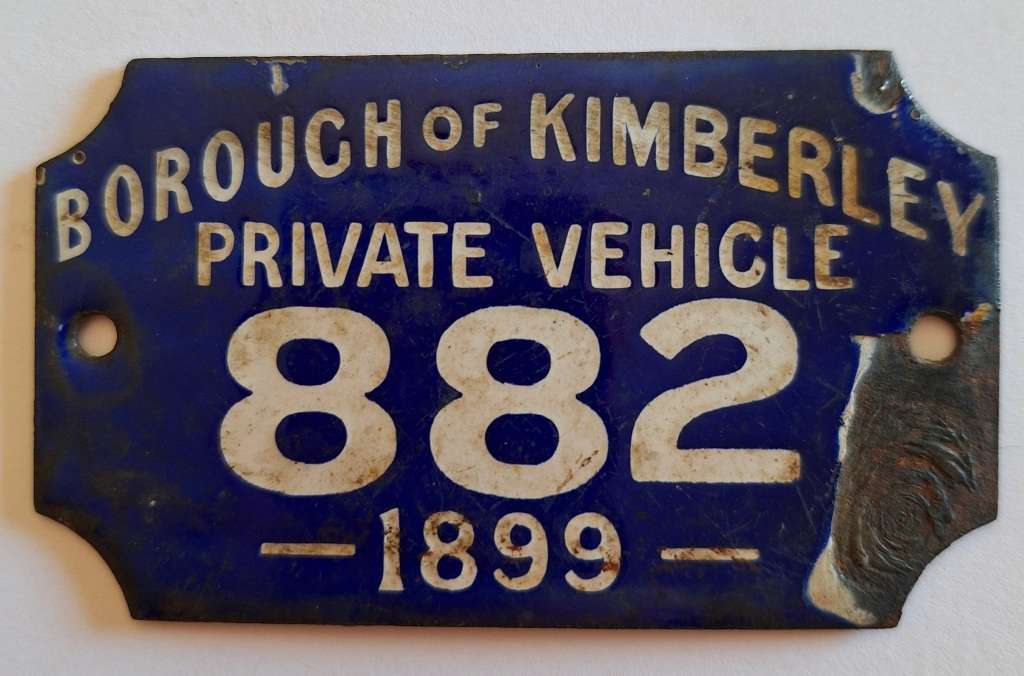 BOROUGH OF KIMBERLEY
PRIVATE VEHICLE
882
— 1899 —